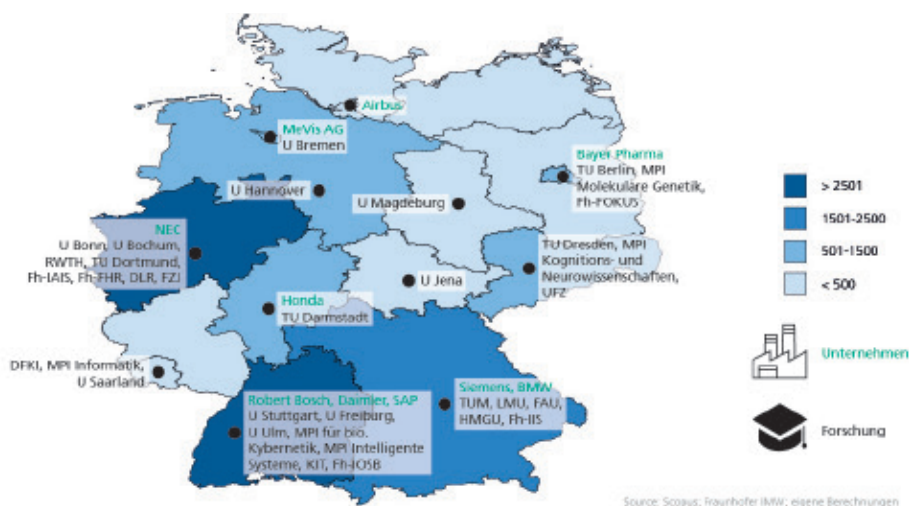 Airbus
MeVis AG
U Bremen
Bayer Pharma
TU Berlin, MPI
Molekulare Genetik,
Fh-FOKUS
U Hannover
U Magdeburg
NEC
U Bonn, U Bochum,
RWTH, TU Dortmund,
Fh-IAIS, Fh-FHR, DLR, FZJ
TU Dresden, MPI
Kognitions- und
Neurowissenschaften,
UFZ
U Jena
Honda
TU Darmstadt
DFKI, MPI Informatik,
U Saarland
Robert Bosch, Daimler, SAP
U Stuttgart, U Freiburg,
U Ulm, MPI für bio.
Kybernetik, MPI Intelligente
Systeme, KIT, Fh-IOSB
Siemens, BMW
TUM, LMU, FAU,
HMGU, Fh-IIS
> 2501
1501-2500
501-1500
< 500
Unternehmen
Forschung
Source: Scopus; Fraunhofer IMW; eigene Berechnungen